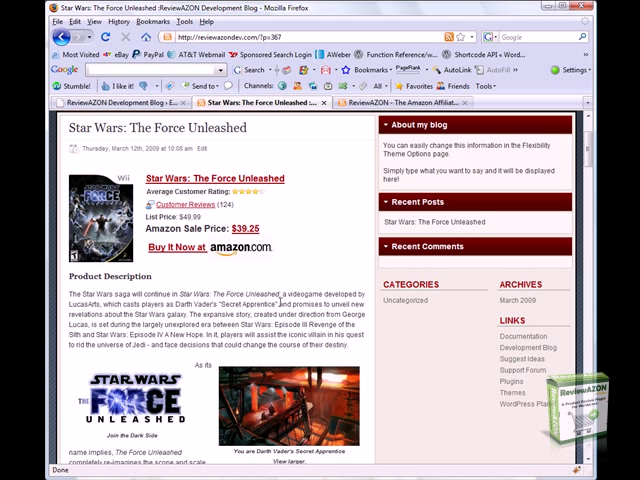 Star Wars: The Force Unleashed :ReviewAZON Development Blog - Mozilla Firefox
File Edit View History Bookmarks Tools Help
http://reviewazondev.com/?p=367
Google
Most Visited eBay PayPal AT&T Webmail Sponsored Search Login AWeber Function Reference/w... Shortcode API « Word...
Google Search Bookmarks PageRank AutoLink AutoFill Settings
Stumble! I like it! Send to Channels: All Favorites Friends Tools
ReviewAZON Development Blog - E... Star Wars: The Force Unleashed :... ReviewAZON - The Amazon Affiliat...
Star Wars: The Force Unleashed
Thursday, March 12th, 2009 at 10:00 am Edit
Wii
STAR WARS
THE FORCE
UNLEASHED
Star Wars: The Force Unleashed
Average Customer Rating:
Customer Reviews (124)
List Price: $49.99
Amazon Sale Price: $39.25
Buy It Now at amazon.com
Product Description
The Star Wars saga will continue in Star Wars: The Force Unleashed, a videogame developed by
LucasArts, which casts players as Darth Vader's "Secret Apprentice" and promises to unveil new
revelations about the Star Wars galaxy. The expansive story, created under direction from George
Lucas, is set during the largely unexplored era between Star Wars: Episode III Revenge of the
Sith and Star Wars: Episode IV A New Hope. In it, players will assist the iconic villain in his quest
to rid the universe of Jedi - and face decisions that could change the course of their destiny.
As its
STAR WARS
THE FORCE
UNLEASHED
Join the Dark Side
You are Darth Vader's Secret Apprentice
View larger.
name implies, The Force Unleashed
completely re-imagines the scope and scale
About my blog
You can easily change this information in the Flexibility
Theme Options page.
Simply type what you want to say and it will be displayed
here!
Recent Posts
Star Wars: The Force Unleashed
Recent Comments
CATEGORIES
Uncategorized
ARCHIVES
March 2009
LINKS
Documentation
Development Blog
Suggest Ideas
Support Forum
Plugins
Themes
WordPress Plan
ReviewAZON
A Product Review Plugin
for Wordpress
Done